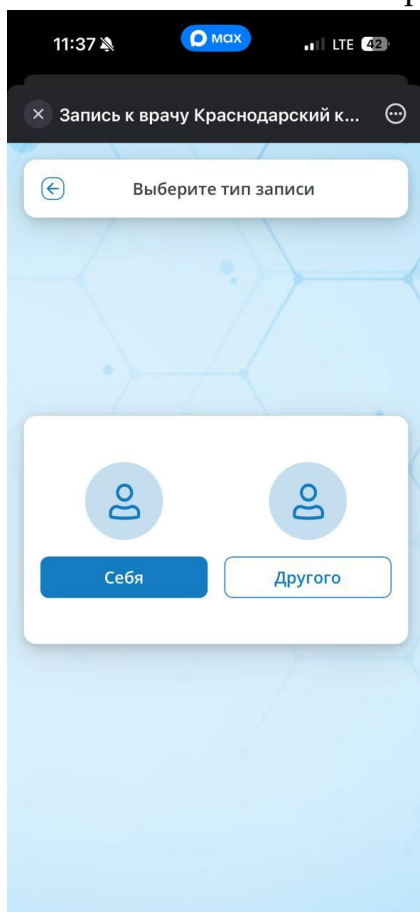 11:37
max
LTE
42
Запись к врачу Краснодарский к...
Выберите тип записи
Себя
Другого